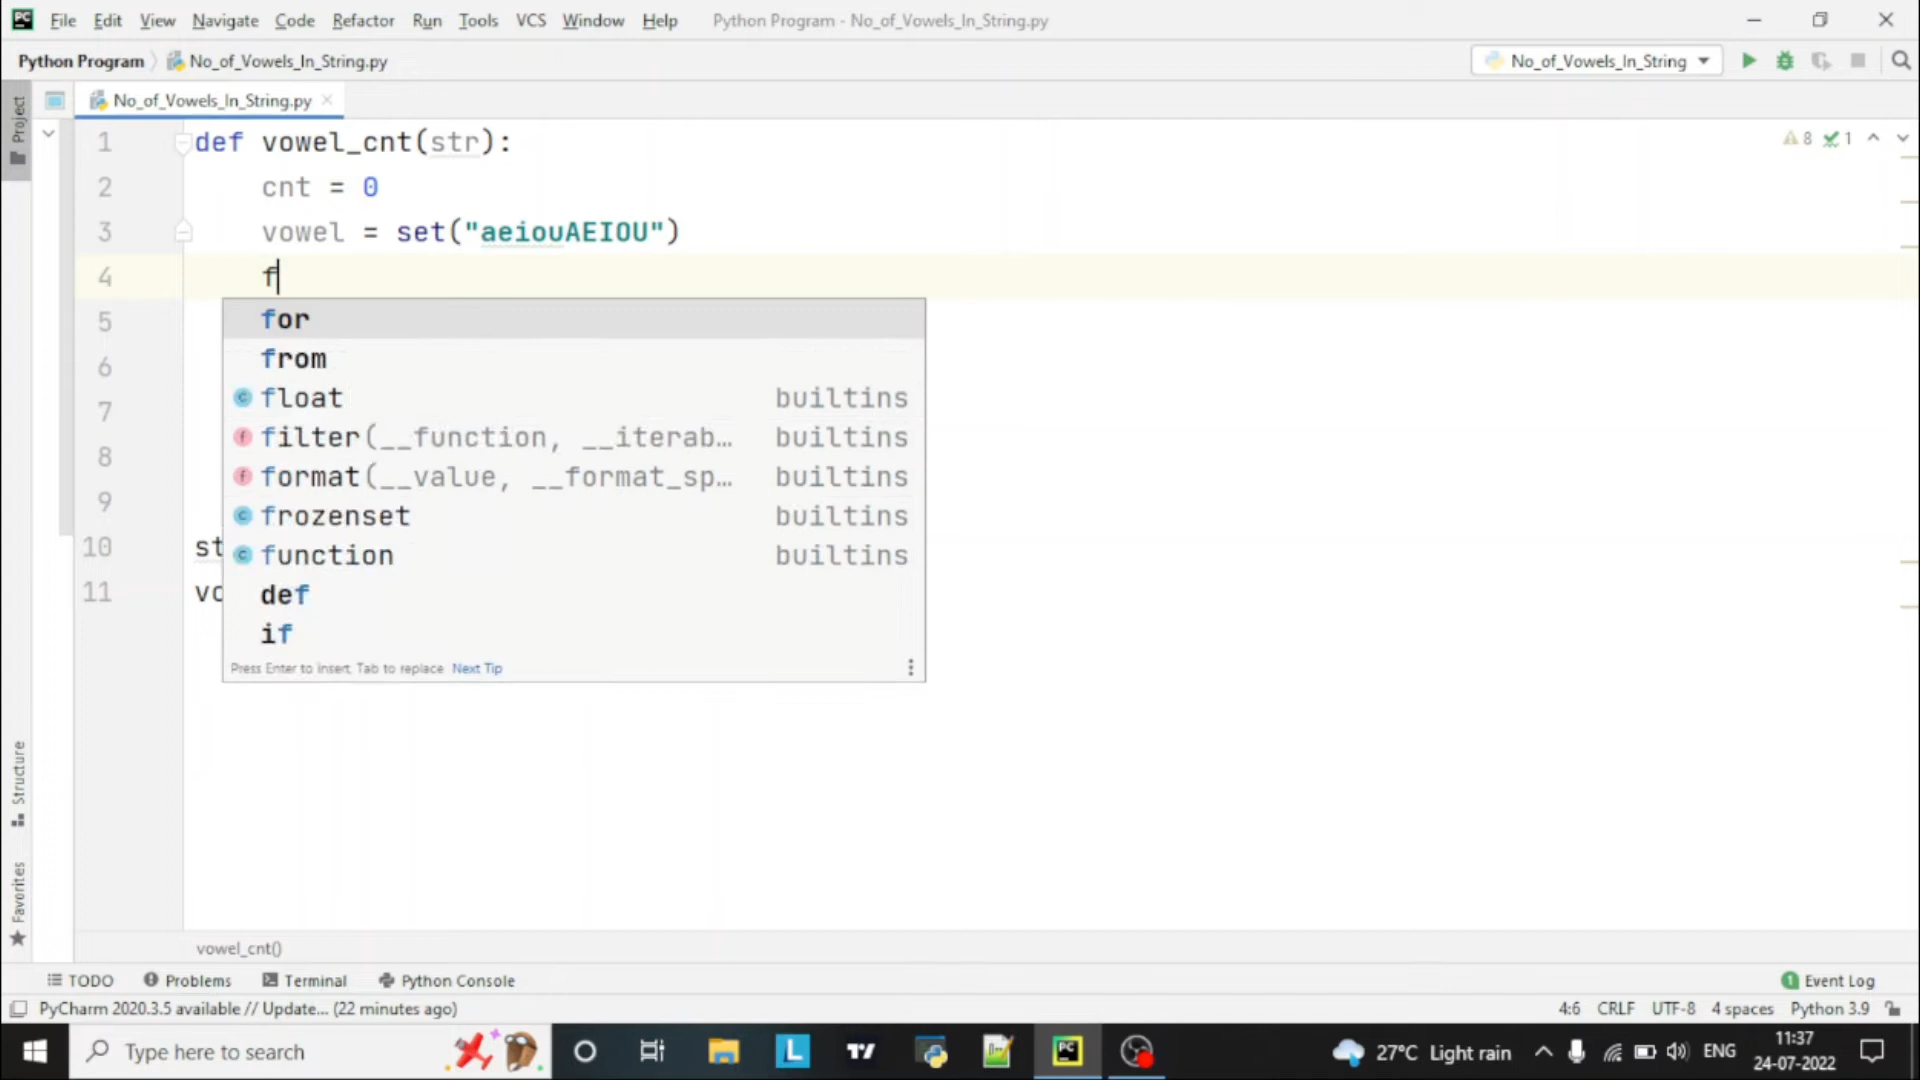 PC File Edit View Navigate Code Refactor Run Tools VCS Window Help Python Program - No_of_Vowels_In_String.py
Python Program No_of_Vowels_In_String.py No_of_Vowels_In_String
Project
No_of_Vowels_In_String.py
1 def vowel_cnt(str): 8 1
2 cnt = 0
3 vowel = set("aeiouAEIOU")
4 f
5 for
6 from
7 float builtins
filter(__function, __iterab… builtins
8 format(__value, __format_sp… builtins
9 frozenset builtins
10 st function builtins
11 vo def
if
Press Enter to insert, Tab to replace Next Tip
Structure
Favorites
vowel_cnt()
TODO Problems Terminal Python Console 1 Event Log
PyCharm 2020.3.5 available // Update... (22 minutes ago) 4:6 CRLF UTF-8 4 spaces Python 3.9
Type here to search L PC 27°C Light rain ENG 11:37
24-07-2022